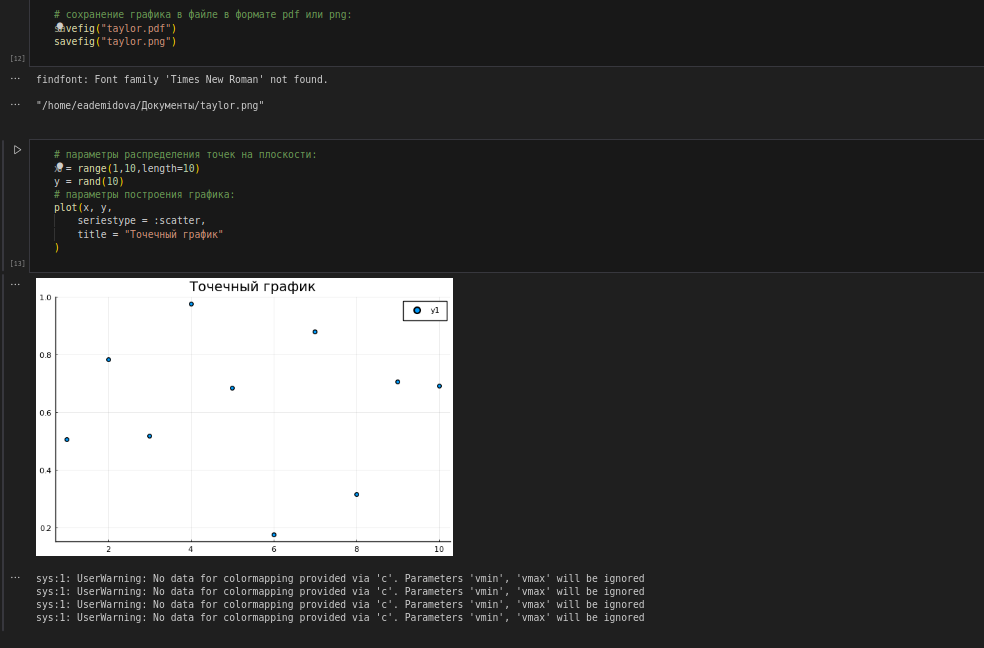 # сохранение графика в файле в формате pdf или png:
savefig("taylor.pdf")
savefig("taylor.png")
[12]
findfont: Font family 'Times New Roman' not found.
"/home/eademidova/Документы/taylor.png"
# параметры распределения точек на плоскости:
x = range(1,10,length=10)
y = rand(10)
# параметры построения графика:
plot(x, y,
    seriestype = :scatter,
    title = "Точечный график"
)
[13]
Точечный график
1.0
y1
0.8
0.6
0.4
0.2
2 4 6 8 10
sys:1: UserWarning: No data for colormapping provided via 'c'. Parameters 'vmin', 'vmax' will be ignored
sys:1: UserWarning: No data for colormapping provided via 'c'. Parameters 'vmin', 'vmax' will be ignored
sys:1: UserWarning: No data for colormapping provided via 'c'. Parameters 'vmin', 'vmax' will be ignored
sys:1: UserWarning: No data for colormapping provided via 'c'. Parameters 'vmin', 'vmax' will be ignored